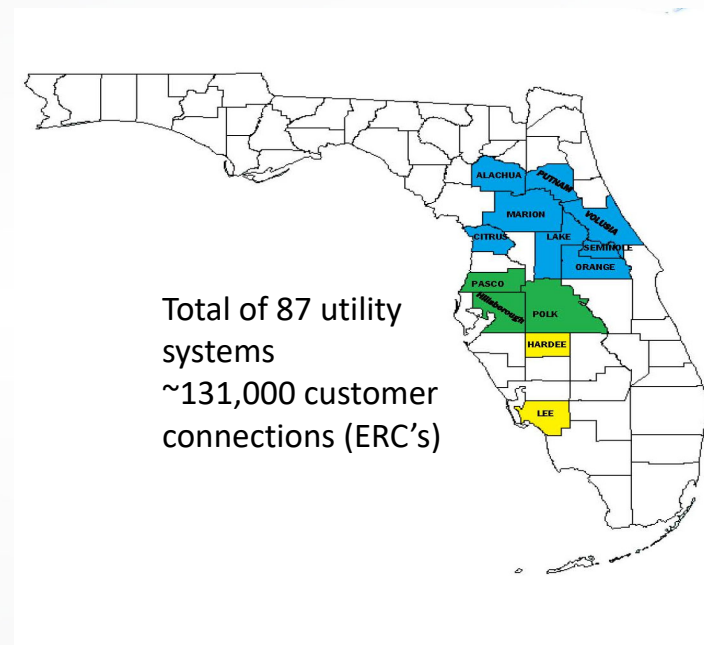 ALACHUA
PUTNAM
MARION
VOLUSIA
CITRUS
LAKE
SEMINOLE
ORANGE
PASCO
Hillsborough
POLK
HARDEE
LEE
Total of 87 utility
systems
~131,000 customer
connections (ERC’s)